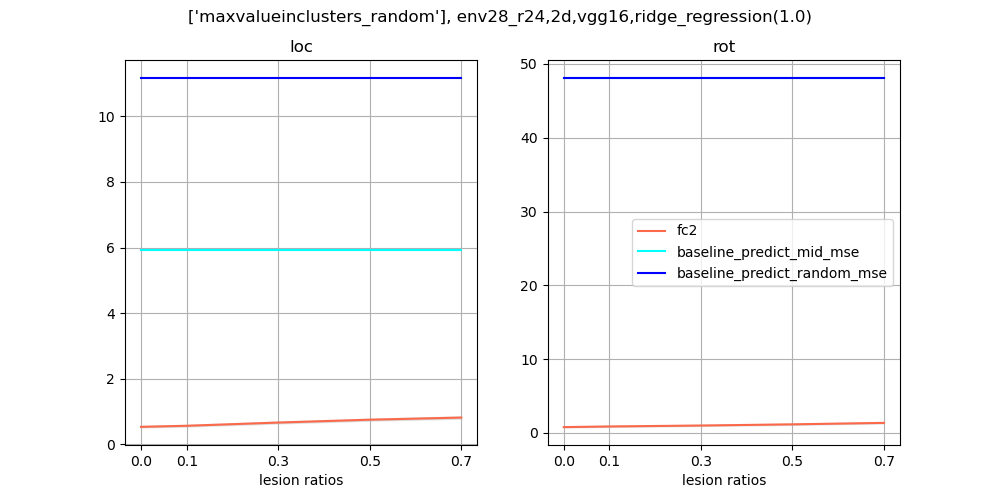 ['maxvalueinclusters_random'], env28_r24,2d,vgg16,ridge_regression(1.0)
loc
10
8
6
4
2
0
0.0 0.1 0.3 0.5 0.7
lesion ratios
rot
50
40
30
20
10
0
fc2
baseline_predict_mid_mse
baseline_predict_random_mse
0.0 0.1 0.3 0.5 0.7
lesion ratios